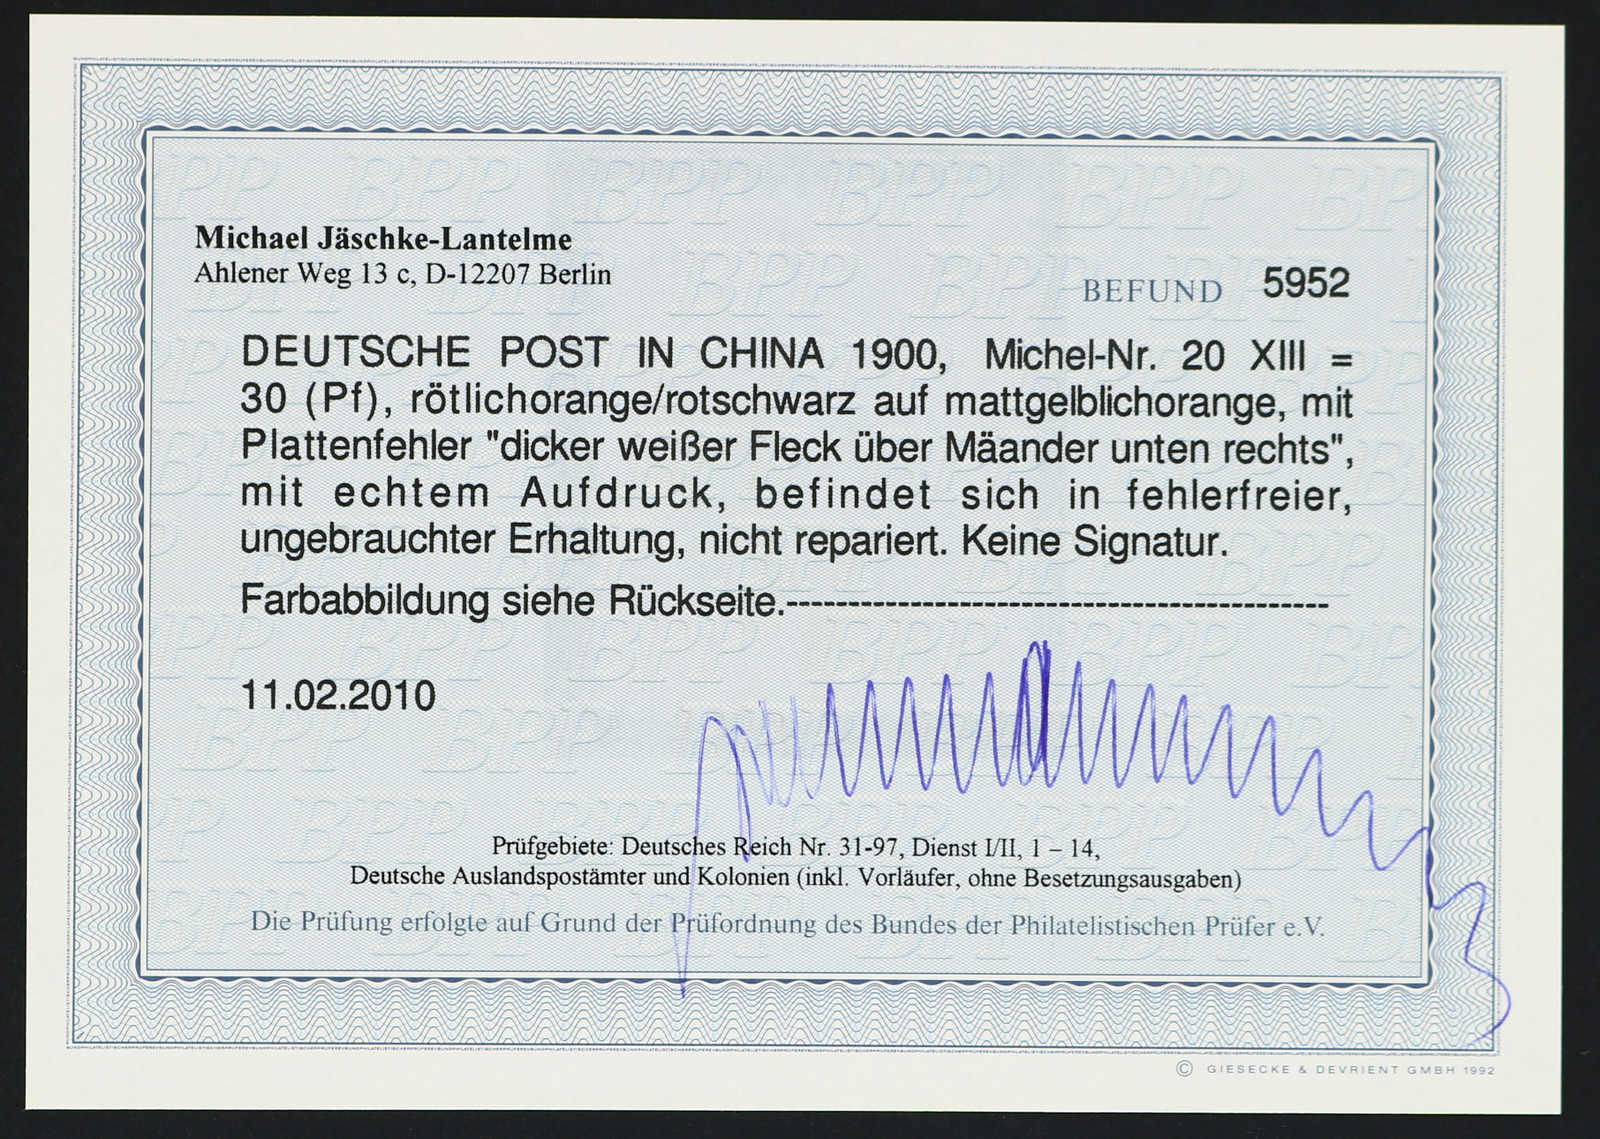 Michael Jäschke-Lantelme
Ahlener Weg 13 c, D-12207 Berlin
BEFUND 5952
DEUTSCHE POST IN CHINA 1900, Michel-Nr. 20 XIII =
30 (Pf), rötlichorange/rotschwarz auf mattgelblichorange, mit
Plattenfehler "dicker weißer Fleck über Mäander unten rechts",
mit echtem Aufdruck, befindet sich in fehlerfreier,
ungebrauchter Erhaltung, nicht repariert. Keine Signatur.
Farbabbildung siehe Rückseite.--------------------------------------------
11.02.2010
Prüfgebiete: Deutsches Reich Nr. 31-97, Dienst I/II, 1 – 14,
Deutsche Auslandspostämter und Kolonien (inkl. Vorläufer, ohne Besetzungsausgaben)
Die Prüfung erfolgte auf Grund der Prüfordnung des Bundes der Philatelistischen Prüfer e.V.
© GIESECKE & DEVRIENT GMBH 1992